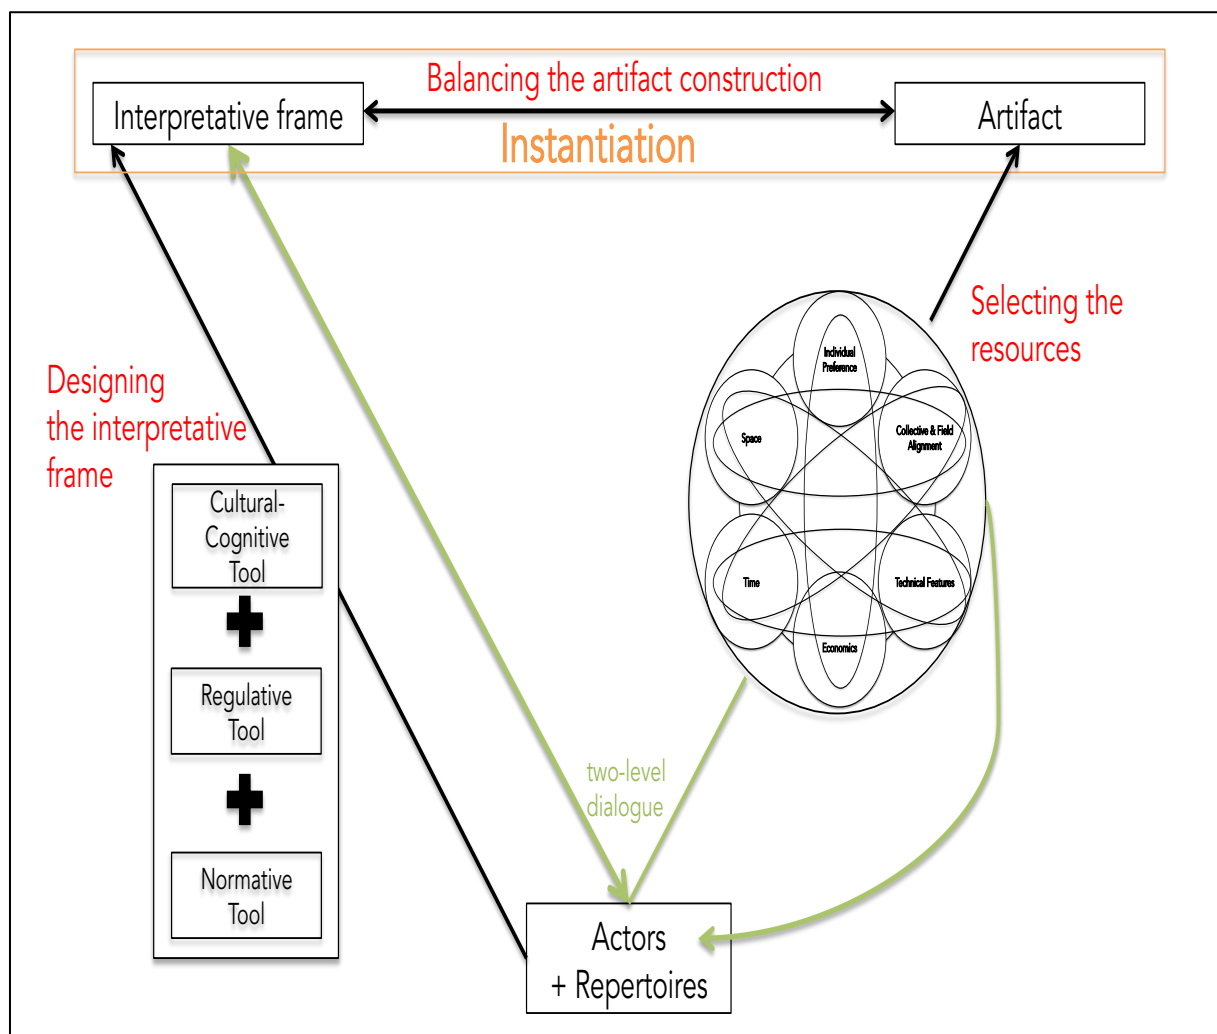 Balancing the artifact construction
Interpretative frame
Artifact
Instantiation
Selecting the
resources
Designing
the interpretative
frame
Individual
Preference
Space
Collective & Field
Alignment
Time
Technical Features
Economics
Cultural-
Cognitive
Tool
Regulative
Tool
Normative
Tool
two-level
dialogue
Actors
+ Repertoires